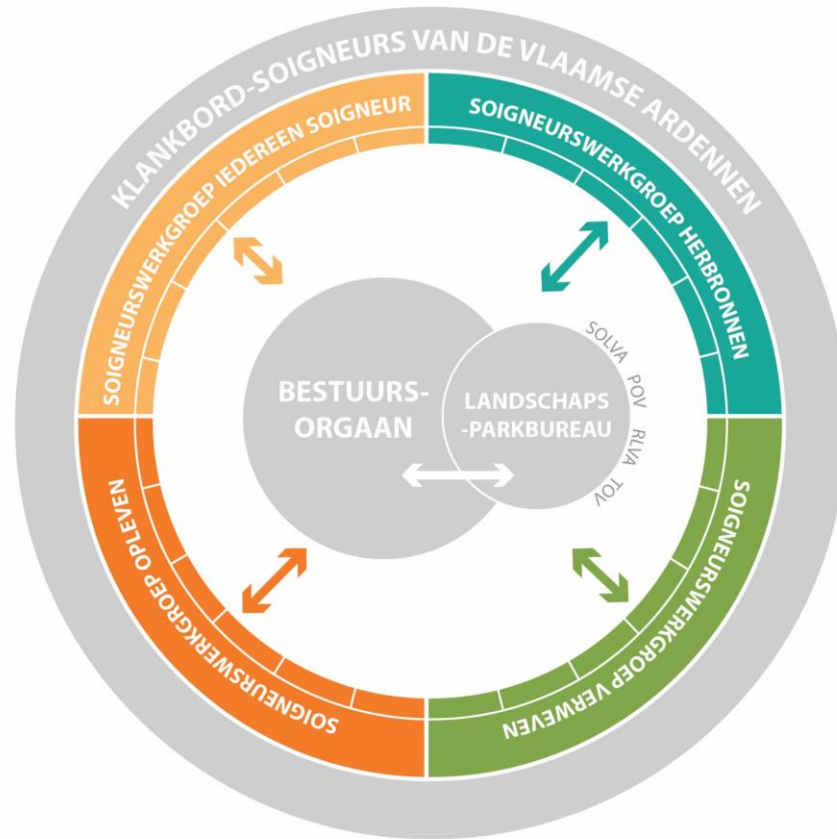 KLANKBORD-SOIGNEURS VAN DE VLAAMSE ARDENNEN
SOIGNEURSWERKGROEP IEDEREEN SOIGNEUR
SOIGNEURSWERKGROEP HERBRONNEN
BESTUURS-
ORGAAN
LANDSCHAPS
-PARKBUREAU
SOLVA POV RLVA TOV
SOIGNEURSWERKGROEP OPLEVEN
SOIGNEURSWERKGROEP VERWEVEN